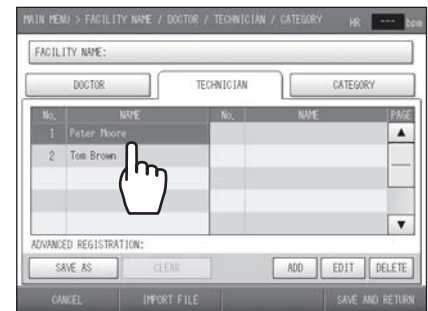 MAIN MENU > FACILITY NAME / DOCTOR / TECHNICIAN / CATEGORY HR --- bpm
FACILITY NAME:
DOCTOR TECHNICIAN CATEGORY
No. NAME No. NAME PAGE
1 Peter Moore
2 Tom Brown
ADVANCED REGISTRATION:
SAVE AS CLEAR ADD EDIT DELETE
CANCEL IMPORT FILE SAVE AND RETURN